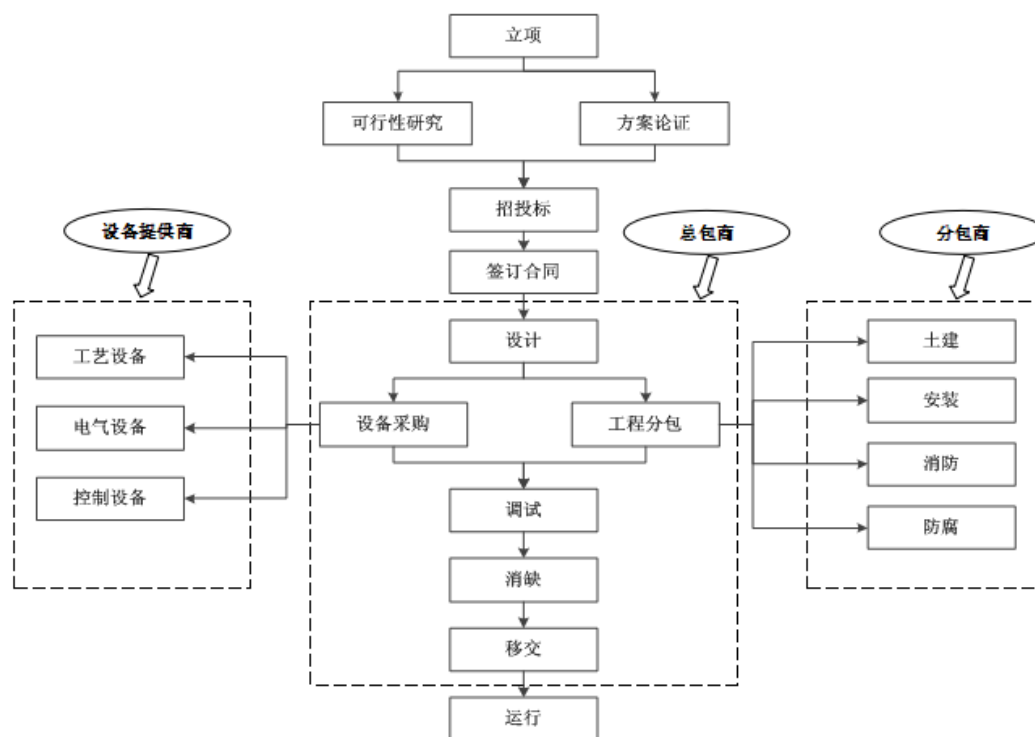 立项
可行性研究
方案论证
招投标
设备提供商
总包商
分包商
签订合同
设计
工艺设备
土建
安装
设备采购
工程分包
电气设备
消防
控制设备
调试
防腐
消缺
移交
运行